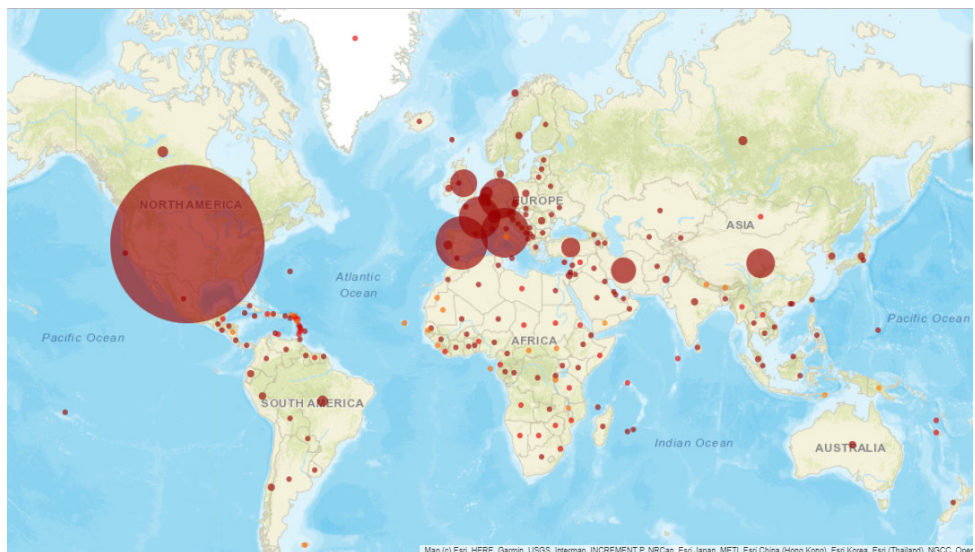 NORTH AMERICA
EUROPE
ASIA
Atlantic
Ocean
Pacific Ocean
Pacific Ocean
AFRICA
SOUTH AMERICA
Indian Ocean
AUSTRALIA
Map (c) Esri, HERE, Garmin, USGS, Intermap, INCREMENT P, NRCan, Esri Japan, METI, Esri China (Hong Kong), Esri Korea, Esri (Thailand), NGCC,